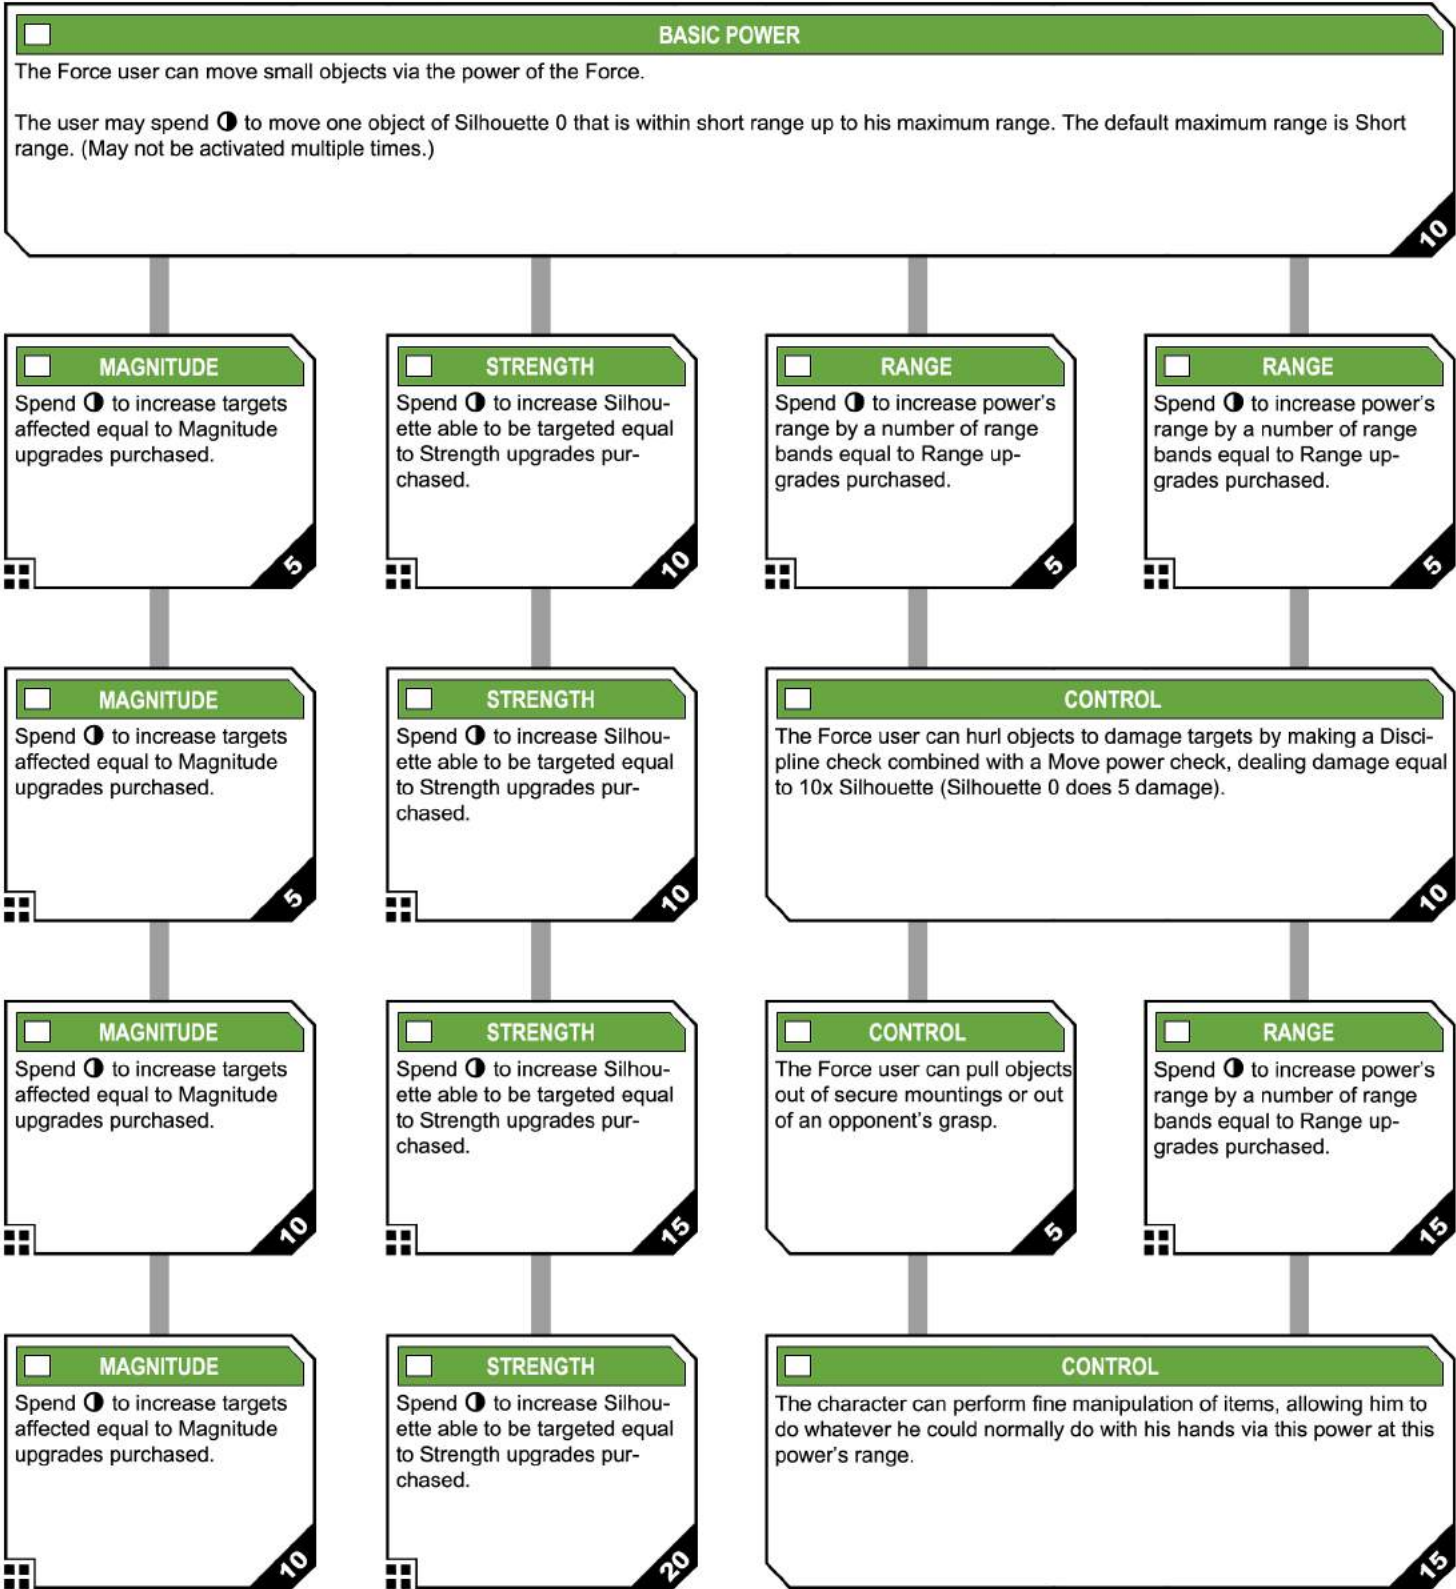 BASIC POWER
The Force user can move small objects via the power of the Force.
The user may spend ◑ to move one object of Silhouette 0 that is within short range up to his maximum range. The default maximum range is Short
range. (May not be activated multiple times.)
10
MAGNITUDE
Spend ◑ to increase targets
affected equal to Magnitude
upgrades purchased.
5
STRENGTH
Spend ◑ to increase Silhou-
ette able to be targeted equal
to Strength upgrades pur-
chased.
10
RANGE
Spend ◑ to increase power's
range by a number of range
bands equal to Range up-
grades purchased.
5
RANGE
Spend ◑ to increase power's
range by a number of range
bands equal to Range up-
grades purchased.
5
MAGNITUDE
Spend ◑ to increase targets
affected equal to Magnitude
upgrades purchased.
5
STRENGTH
Spend ◑ to increase Silhou-
ette able to be targeted equal
to Strength upgrades pur-
chased.
10
CONTROL
The Force user can hurl objects to damage targets by making a Disci-
pline check combined with a Move power check, dealing damage equal
to 10x Silhouette (Silhouette 0 does 5 damage).
10
MAGNITUDE
Spend ◑ to increase targets
affected equal to Magnitude
upgrades purchased.
10
STRENGTH
Spend ◑ to increase Silhou-
ette able to be targeted equal
to Strength upgrades pur-
chased.
15
CONTROL
The Force user can pull objects
out of secure mountings or out
of an opponent's grasp.
5
RANGE
Spend ◑ to increase power's
range by a number of range
bands equal to Range up-
grades purchased.
15
MAGNITUDE
Spend ◑ to increase targets
affected equal to Magnitude
upgrades purchased.
10
STRENGTH
Spend ◑ to increase Silhou-
ette able to be targeted equal
to Strength upgrades pur-
chased.
20
CONTROL
The character can perform fine manipulation of items, allowing him to
do whatever he could normally do with his hands via this power at this
power's range.
15